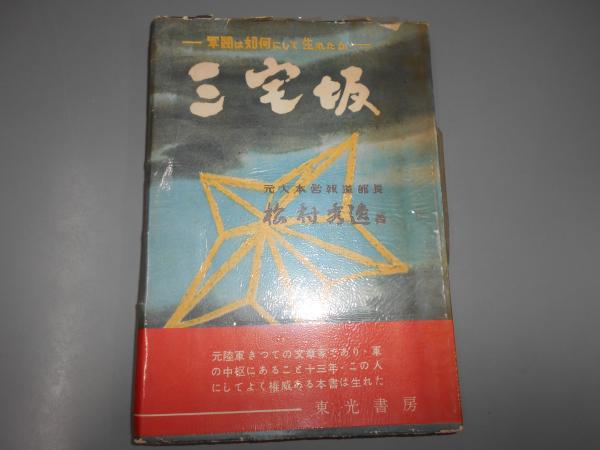 軍閥は如何にして生れたか
三宅坂
元大本営報道部長
松村秀逸著
元陸軍きつての文章家であり・軍
の中枢にあること十三年・この人
にしてよく権威ある本書は生れた
東光書房